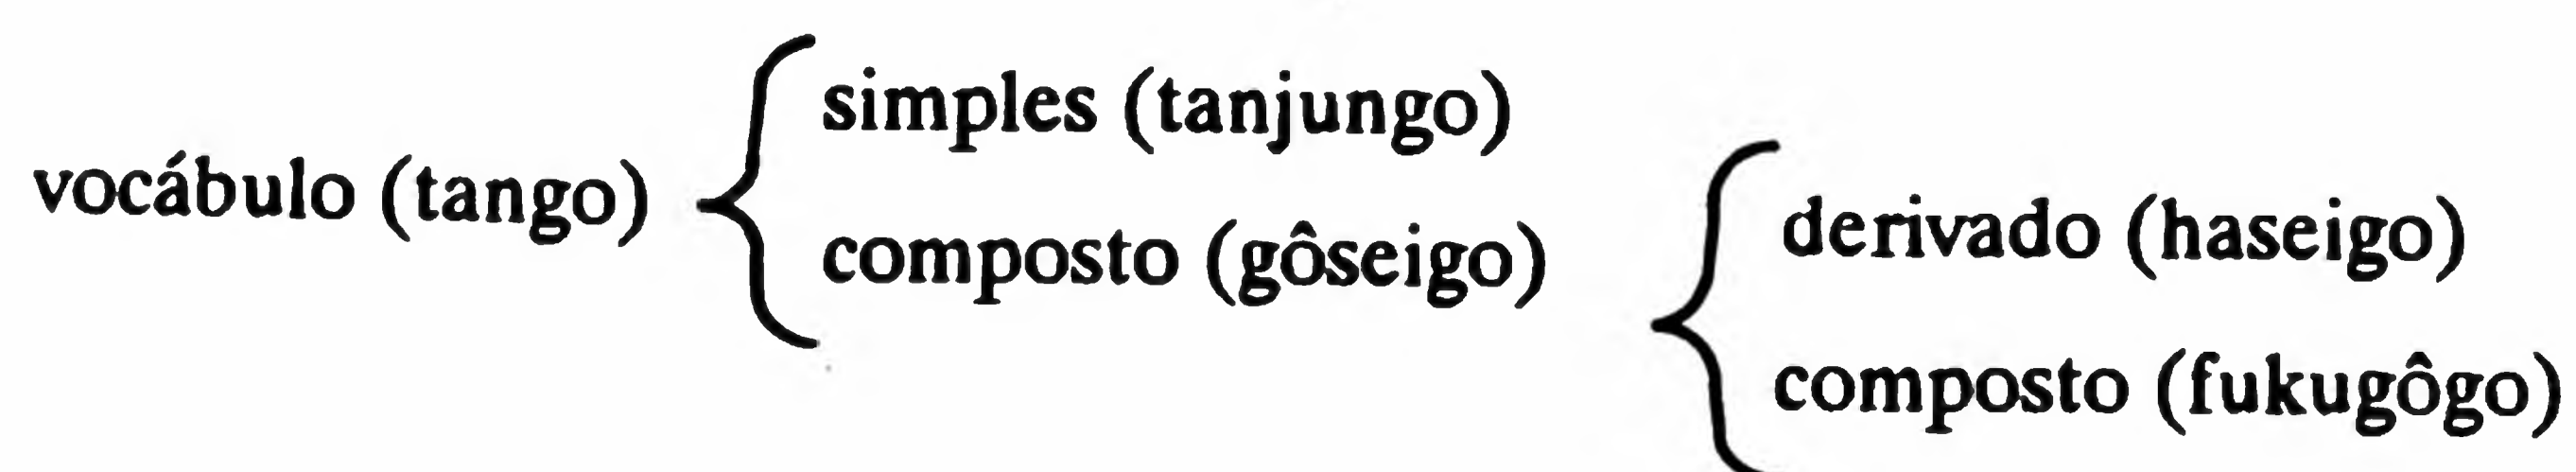 vocábulo (tango)
simples (tanjungo)
composto (gôseigo)
derivado (haseigo)
composto (fukugôgo)